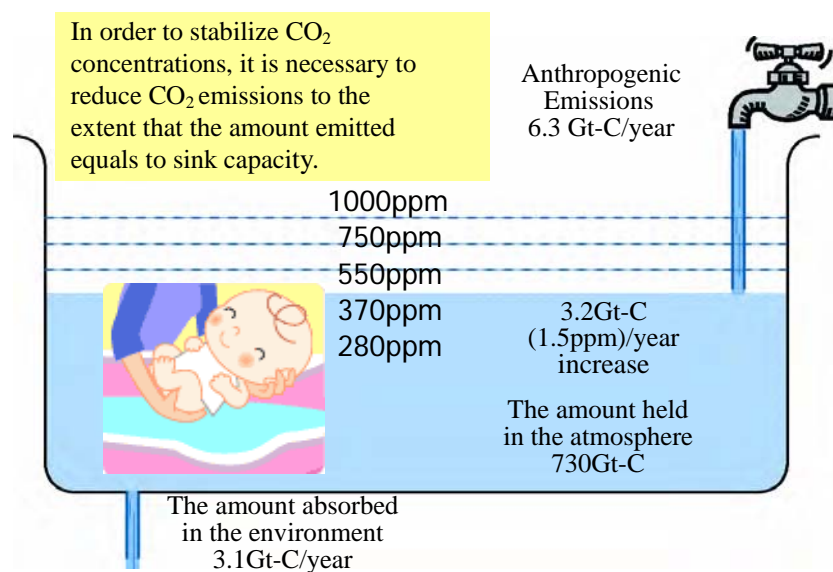 In order to stabilize CO₂
concentrations, it is necessary to
reduce CO₂ emissions to the
extent that the amount emitted
equals to sink capacity.
Anthropogenic
Emissions
6.3 Gt-C/year
1000ppm
750ppm
550ppm
370ppm
280ppm
3.2Gt-C
(1.5ppm)/year
increase
The amount held
in the atmosphere
730Gt-C
The amount absorbed
in the environment
3.1Gt-C/year